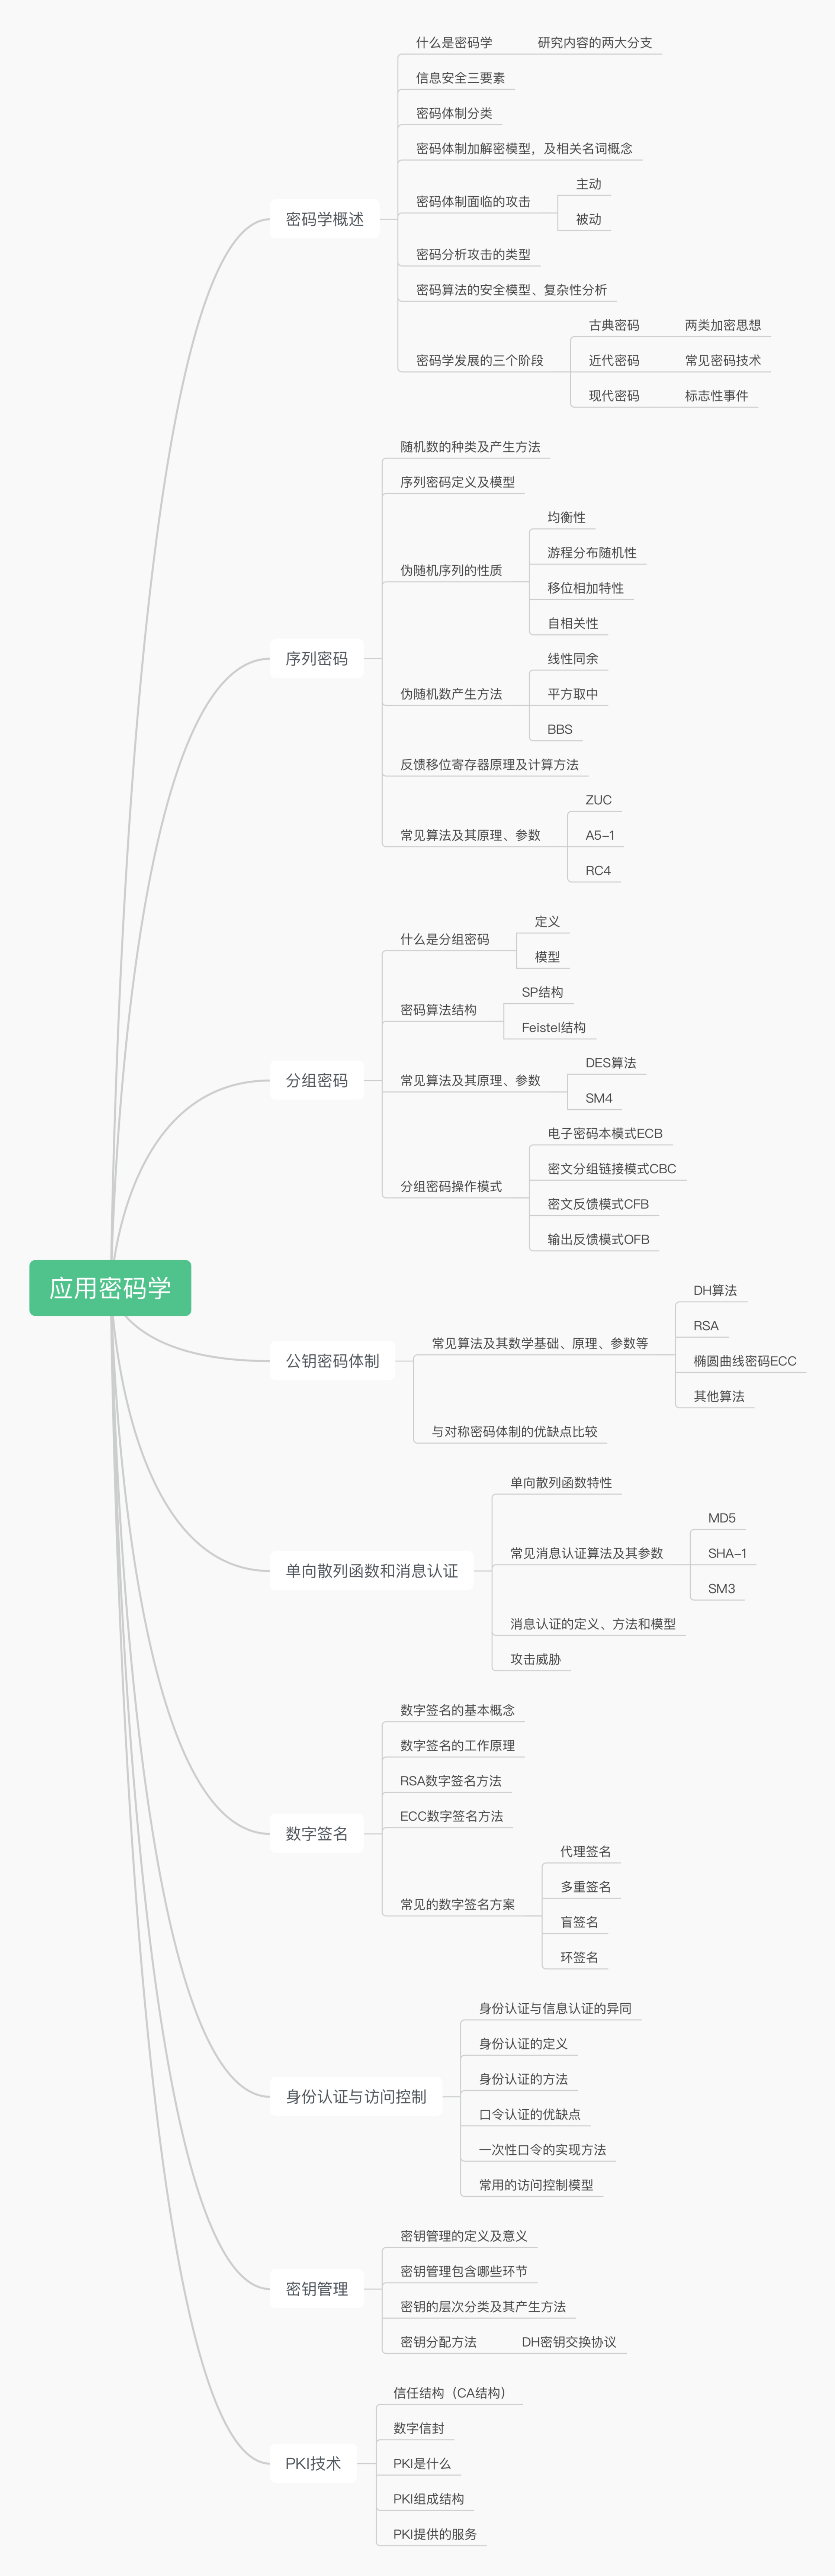 应用密码学
密码学概述
什么是密码学
研究内容的两大分支
信息安全三要素
密码体制分类
密码体制加解密模型，及相关名词概念
密码体制面临的攻击
主动
被动
密码分析攻击的类型
密码算法的安全模型、复杂性分析
密码学发展的三个阶段
古典密码
两类加密思想
近代密码
常见密码技术
现代密码
标志性事件
序列密码
随机数的种类及产生方法
序列密码定义及模型
伪随机序列的性质
均衡性
游程分布随机性
移位相加特性
自相关性
伪随机数产生方法
线性同余
平方取中
BBS
反馈移位寄存器原理及计算方法
常见算法及其原理、参数
ZUC
A5-1
RC4
分组密码
什么是分组密码
定义
模型
密码算法结构
SP结构
Feistel结构
常见算法及其原理、参数
DES算法
SM4
分组密码操作模式
电子密码本模式ECB
密文分组链接模式CBC
密文反馈模式CFB
输出反馈模式OFB
公钥密码体制
常见算法及其数学基础、原理、参数等
DH算法
RSA
椭圆曲线密码ECC
其他算法
与对称密码体制的优缺点比较
单向散列函数和消息认证
单向散列函数特性
常见消息认证算法及其参数
MD5
SHA-1
SM3
消息认证的定义、方法和模型
攻击威胁
数字签名
数字签名的基本概念
数字签名的工作原理
RSA数字签名方法
ECC数字签名方法
常见的数字签名方案
代理签名
多重签名
盲签名
环签名
身份认证与访问控制
身份认证与信息认证的异同
身份认证的定义
身份认证的方法
口令认证的优缺点
一次性口令的实现方法
常用的访问控制模型
密钥管理
密钥管理的定义及意义
密钥管理包含哪些环节
密钥的层次分类及其产生方法
密钥分配方法
DH密钥交换协议
PKI技术
信任结构（CA结构）
数字信封
PKI是什么
PKI组成结构
PKI提供的服务